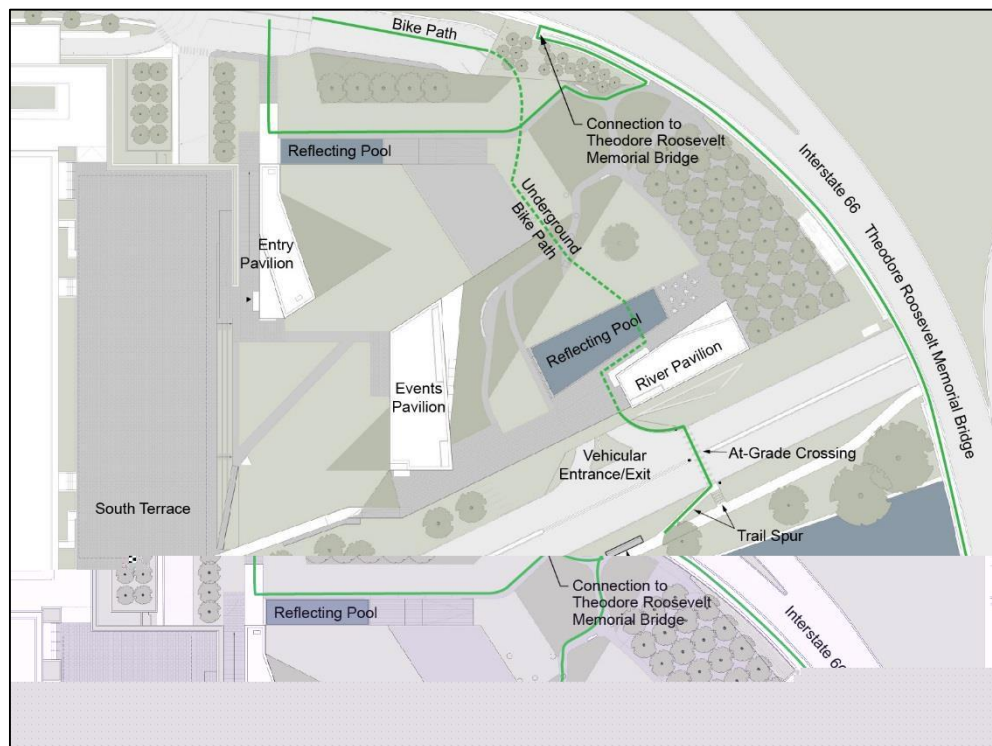 Bike Path
Connection to
Theodore Roosevelt
Memorial Bridge
Reflecting Pool
Interstate 66 Theodore Roosevelt Memorial Bridge
Underground
Bike Path
Entry
Pavilion
Reflecting Pool
River Pavilion
Events
Pavilion
Vehicular
Entrance/Exit
At-Grade Crossing
South Terrace
Trail Spur
Connection to
Theodore Roosevelt
Memorial Bridge
Reflecting Pool
Interstate 66